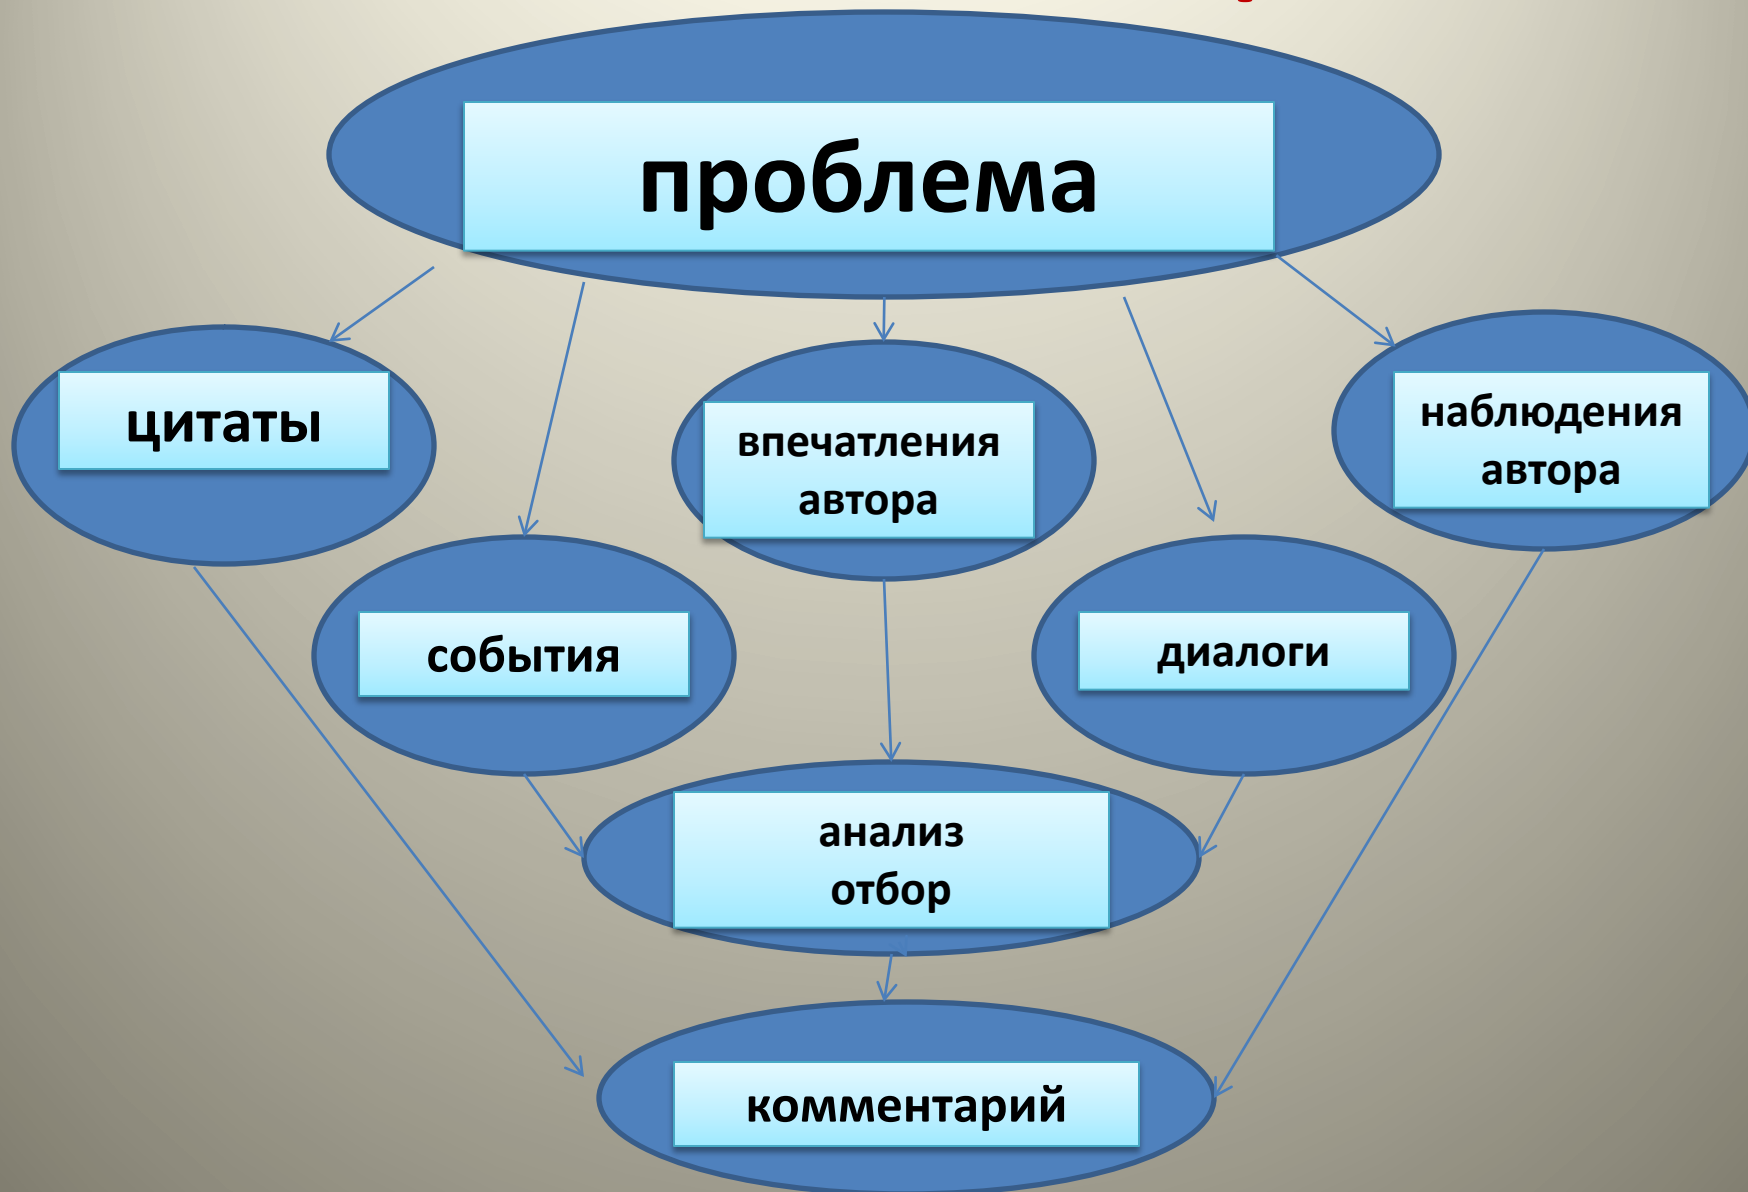 проблема
цитаты
впечатления
автора
наблюдения
автора
события
диалоги
анализ
отбор
комментарий